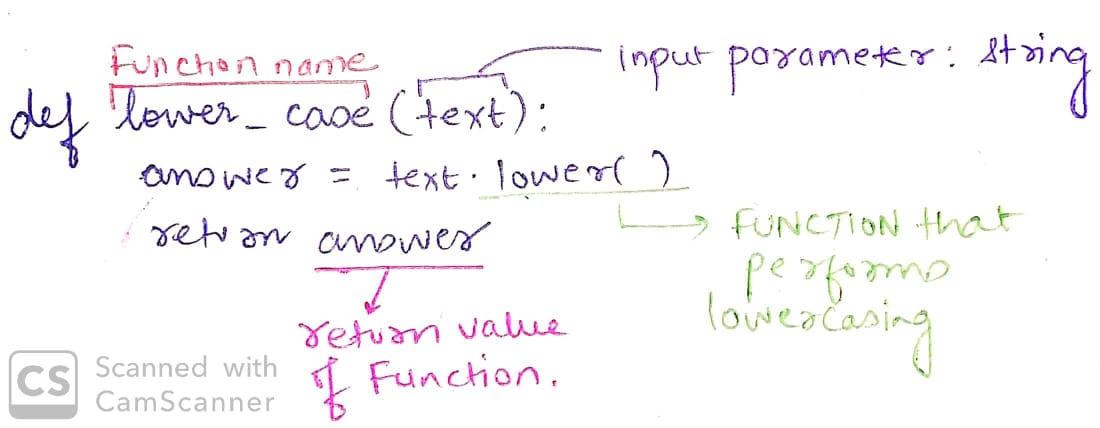 Function name
input parameter: string
def lower_case (text):
answer = text.lower( )
return answer
FUNCTION that
performs
lowercasing
return value
of Function.
CS Scanned with
CamScanner